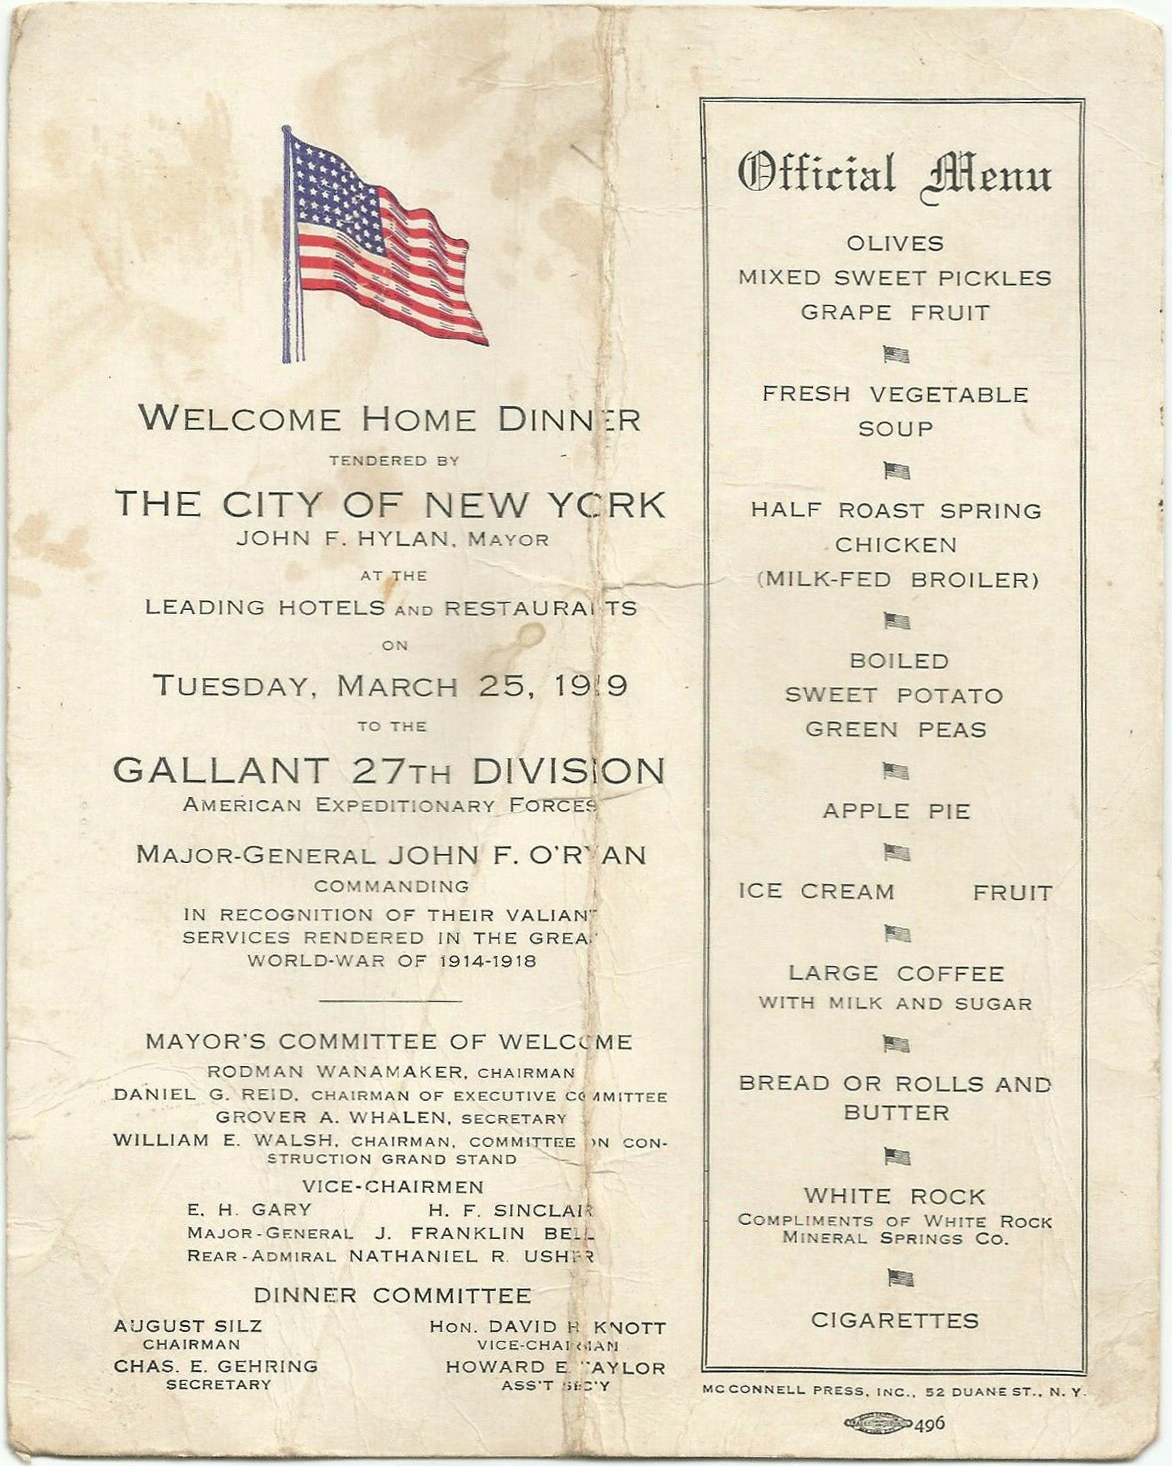 WELCOME HOME DINNER
TENDERED BY
THE CITY OF NEW YORK
JOHN F. HYLAN, MAYOR
AT THE
LEADING HOTELS AND RESTAURANTS
ON
TUESDAY, MARCH 25, 1919
TO THE
GALLANT 27TH DIVISION
AMERICAN EXPEDITIONARY FORCES
MAJOR-GENERAL JOHN F. O'RYAN
COMMANDING
IN RECOGNITION OF THEIR VALIANT
SERVICES RENDERED IN THE GREAT
WORLD-WAR OF 1914-1918
MAYOR'S COMMITTEE OF WELCOME
RODMAN WANAMAKER, CHAIRMAN
DANIEL G. REID, CHAIRMAN OF EXECUTIVE COMMITTEE
GROVER A. WHALEN, SECRETARY
WILLIAM E. WALSH, CHAIRMAN, COMMITTEE ON CON-
STRUCTION GRAND STAND
VICE-CHAIRMEN
E. H. GARY H. F. SINCLAIR
MAJOR-GENERAL J. FRANKLIN BELL
REAR-ADMIRAL NATHANIEL R. USHER
DINNER COMMITTEE
AUGUST SILZ HON. DAVID H. KNOTT
CHAIRMAN VICE-CHAIRMAN
CHAS. E. GEHRING HOWARD E. TAYLOR
SECRETARY ASS'T SEC'Y
Official Menu
OLIVES
MIXED SWEET PICKLES
GRAPE FRUIT
FRESH VEGETABLE
SOUP
HALF ROAST SPRING
CHICKEN
(MILK-FED BROILER)
BOILED
SWEET POTATO
GREEN PEAS
APPLE PIE
ICE CREAM FRUIT
LARGE COFFEE
WITH MILK AND SUGAR
BREAD OR ROLLS AND
BUTTER
WHITE ROCK
COMPLIMENTS OF WHITE ROCK
MINERAL SPRINGS CO.
CIGARETTES
MCCONNELL PRESS, INC., 52 DUANE ST., N. Y.
496